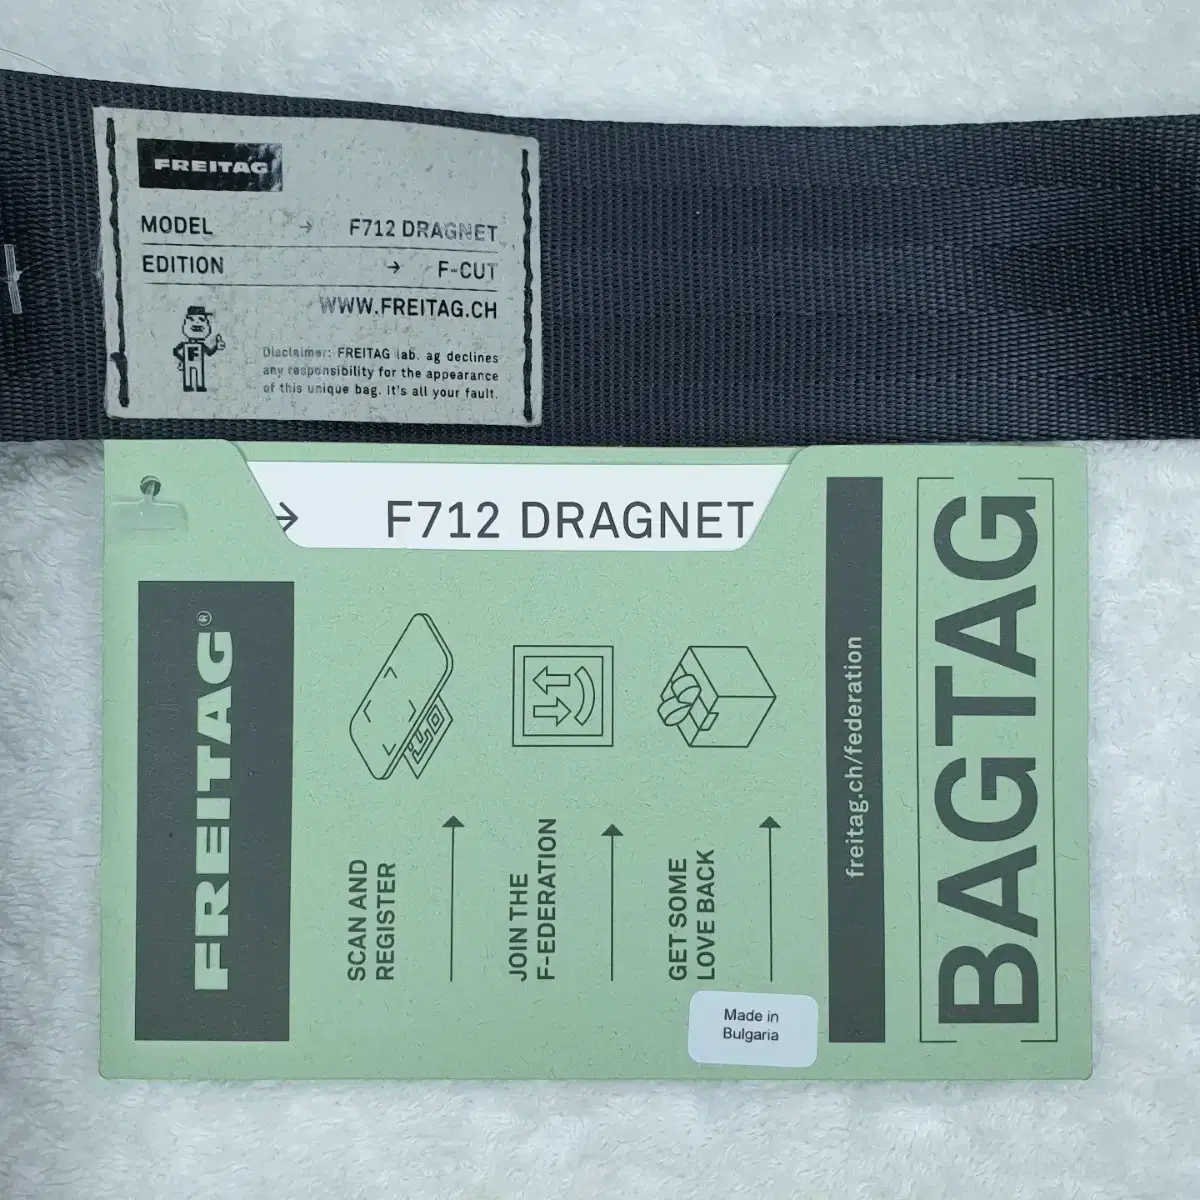 FREITAG
MODEL → F712 DRAGNET
EDITION → F-CUT
WWW.FREITAG.CH
F
Disclaimer: FREITAG lab. ag declines
any responsibility for the appearance
of this unique bag. It's all your fault.
→ F712 DRAGNET
FREITAG®
SCAN AND
REGISTER
JOIN THE
F-EDERATION
GET SOME
LOVE BACK
freitag.ch/federation
[BAGTAG]
Made in
Bulgaria